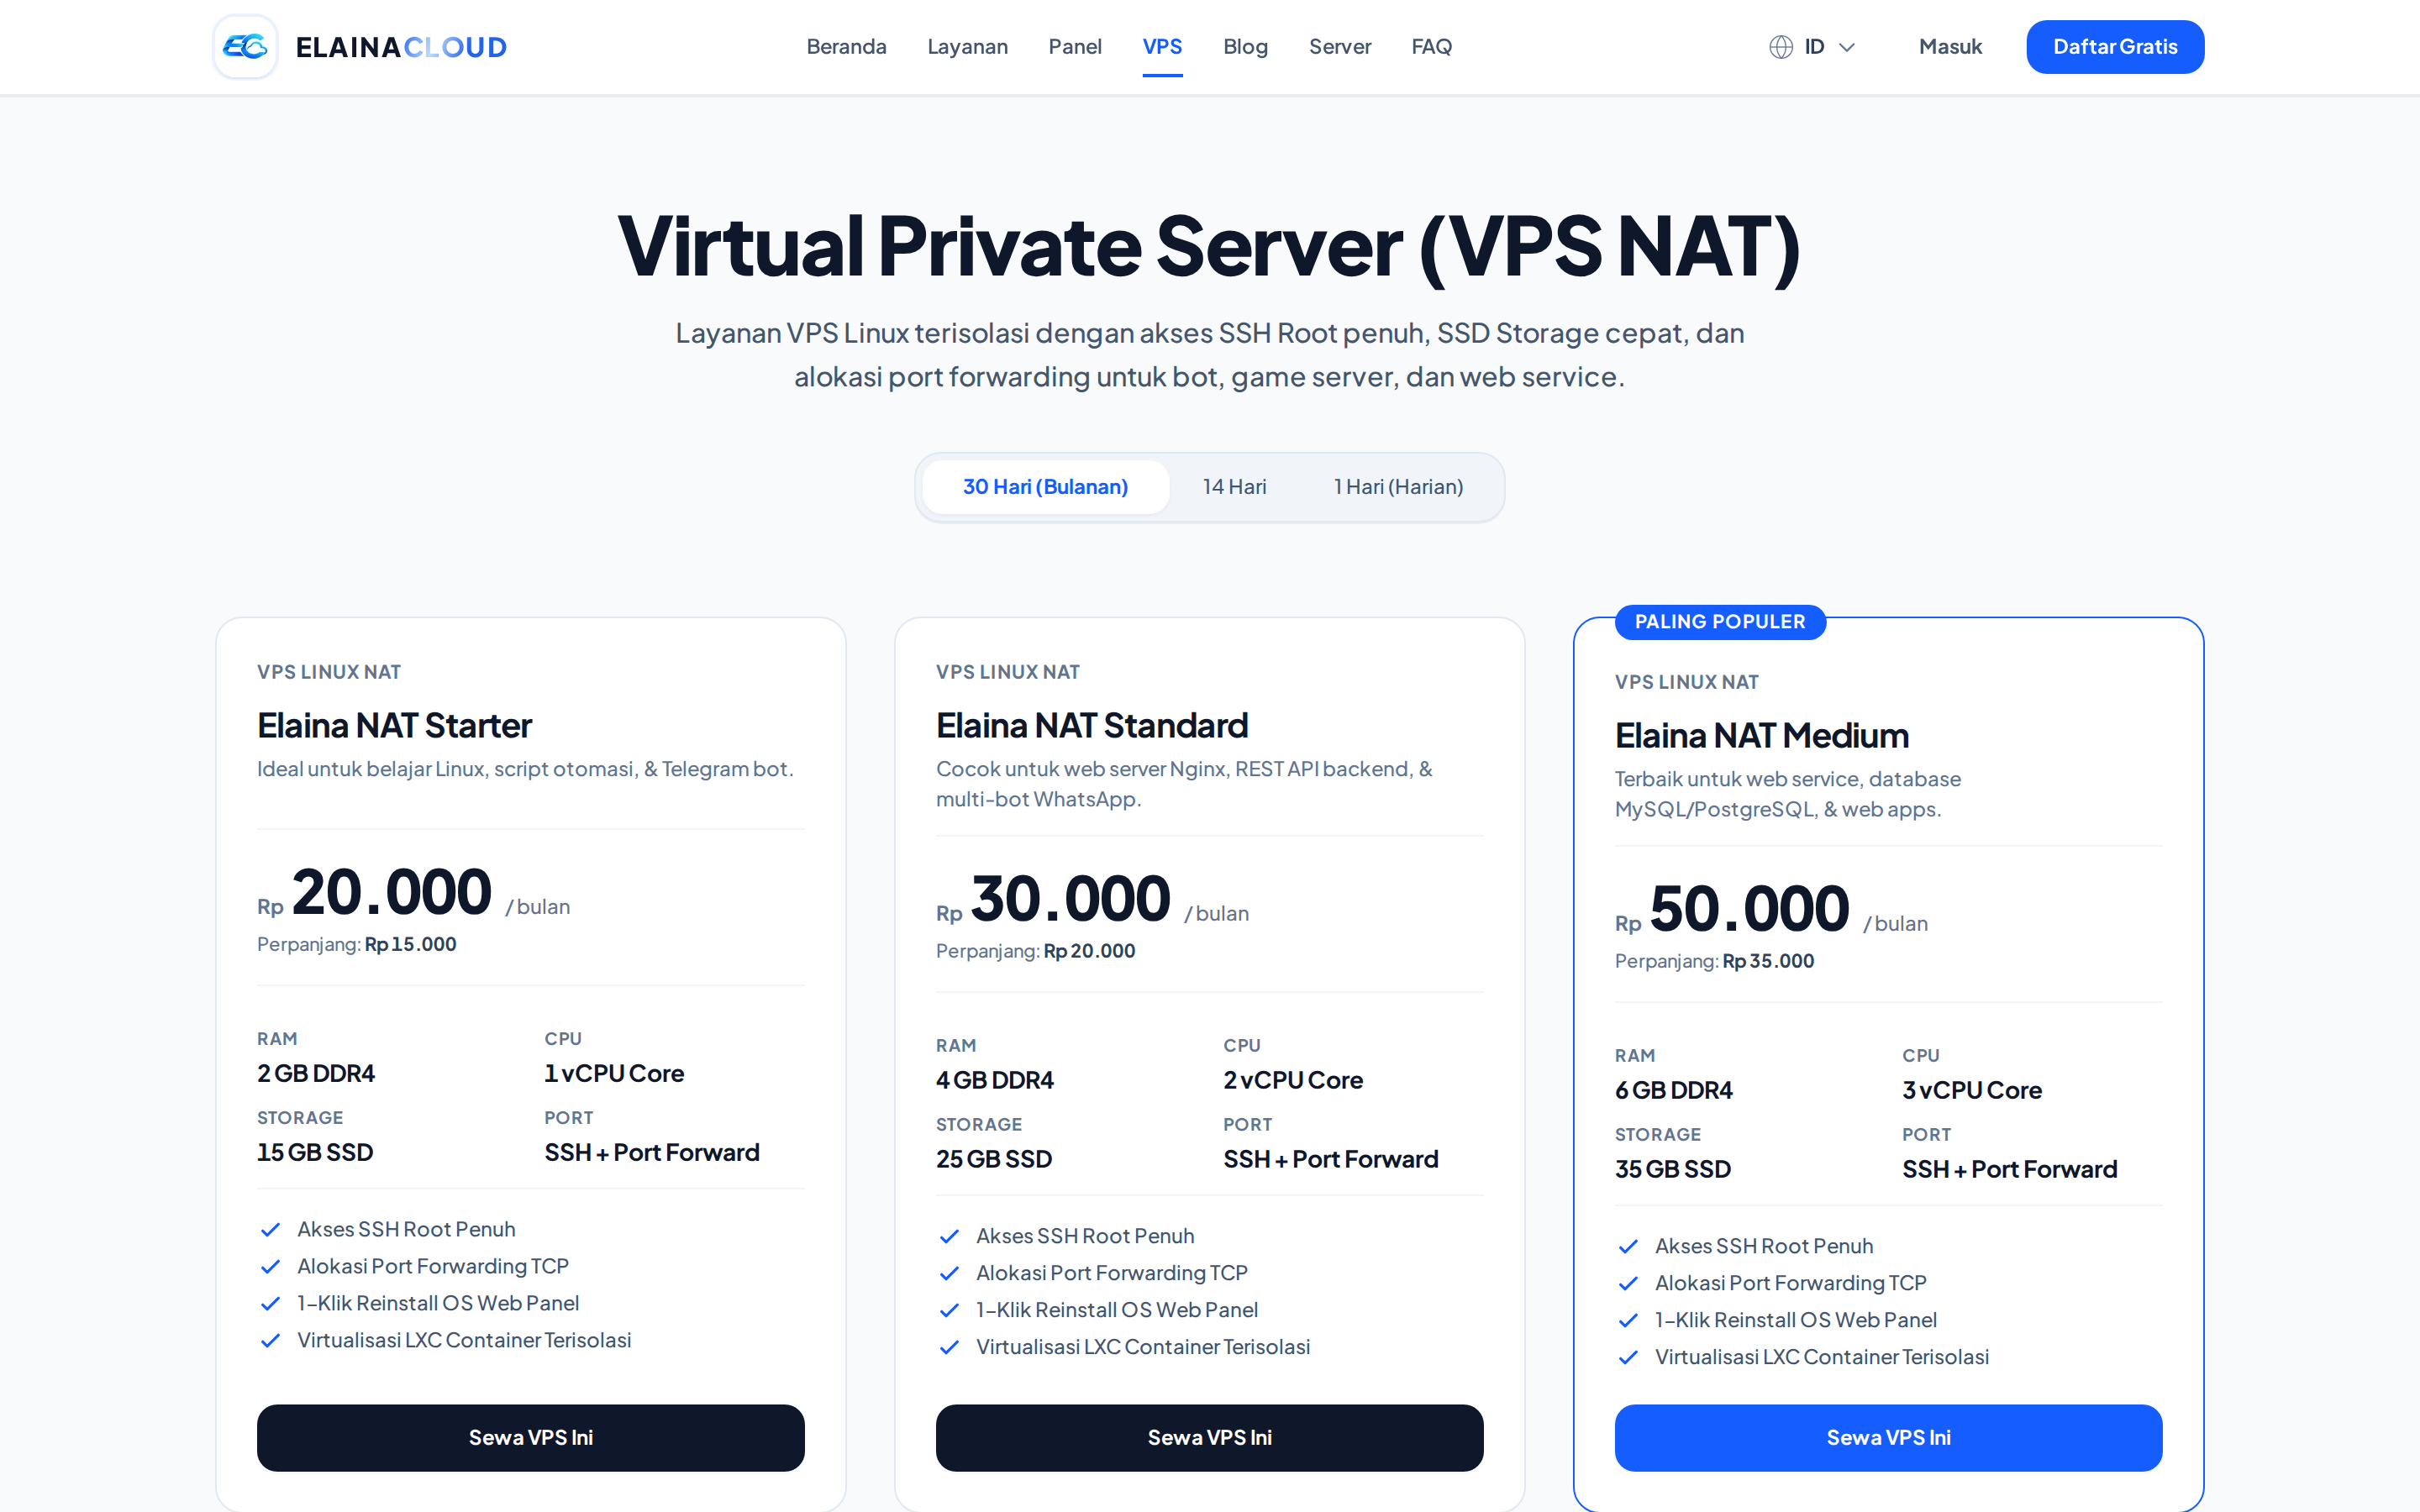 ELAINACLOUD
Beranda
Layanan
Panel
VPS
Blog
Server
FAQ
ID
Masuk
Daftar Gratis
Virtual Private Server (VPS NAT)
Layanan VPS Linux terisolasi dengan akses SSH Root penuh, SSD Storage cepat, dan
alokasi port forwarding untuk bot, game server, dan web service.
30 Hari (Bulanan)
14 Hari
1 Hari (Harian)
VPS LINUX NAT
Elaina NAT Starter
Ideal untuk belajar Linux, script otomasi, & Telegram bot.
Rp 20.000 / bulan
Perpanjang: Rp 15.000
RAM
2 GB DDR4
CPU
1 vCPU Core
STORAGE
15 GB SSD
PORT
SSH + Port Forward
Akses SSH Root Penuh
Alokasi Port Forwarding TCP
1-Klik Reinstall OS Web Panel
Virtualisasi LXC Container Terisolasi
Sewa VPS Ini
VPS LINUX NAT
Elaina NAT Standard
Cocok untuk web server Nginx, REST API backend, &
multi-bot WhatsApp.
Rp 30.000 / bulan
Perpanjang: Rp 20.000
RAM
4 GB DDR4
CPU
2 vCPU Core
STORAGE
25 GB SSD
PORT
SSH + Port Forward
Akses SSH Root Penuh
Alokasi Port Forwarding TCP
1-Klik Reinstall OS Web Panel
Virtualisasi LXC Container Terisolasi
Sewa VPS Ini
PALING POPULER
VPS LINUX NAT
Elaina NAT Medium
Terbaik untuk web service, database
MySQL/PostgreSQL, & web apps.
Rp 50.000 / bulan
Perpanjang: Rp 35.000
RAM
6 GB DDR4
CPU
3 vCPU Core
STORAGE
35 GB SSD
PORT
SSH + Port Forward
Akses SSH Root Penuh
Alokasi Port Forwarding TCP
1-Klik Reinstall OS Web Panel
Virtualisasi LXC Container Terisolasi
Sewa VPS Ini